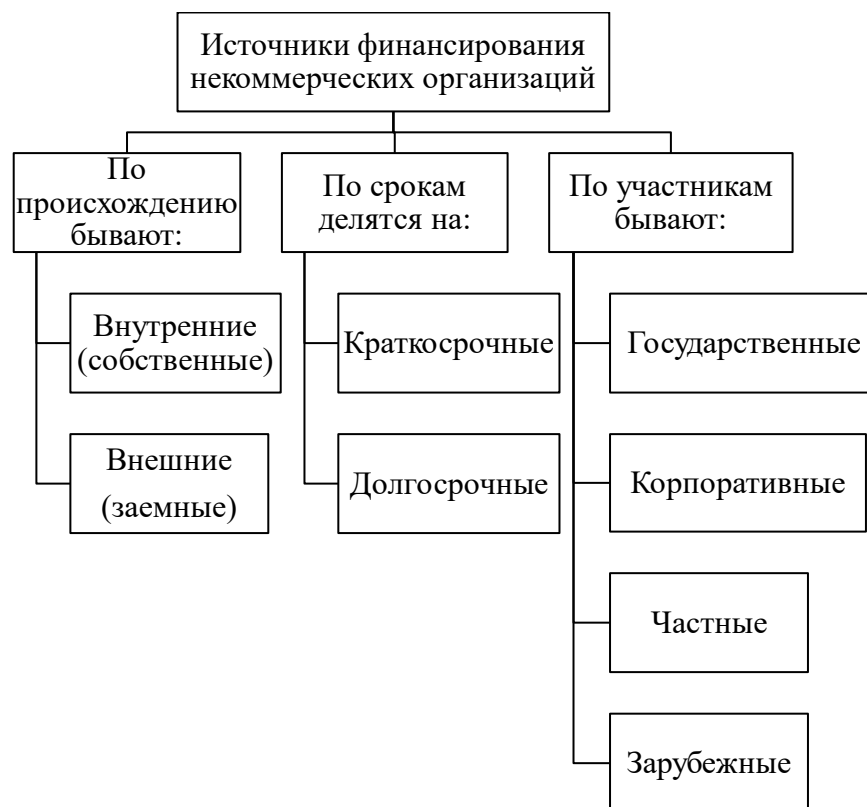 Источники финансирования
некоммерческих организаций
По
происхождению
бывают:
Внутренние
(собственные)
Внешние
(заемные)
По срокам
делятся на:
Краткосрочные
Долгосрочные
По участникам
бывают:
Государственные
Корпоративные
Частные
Зарубежные